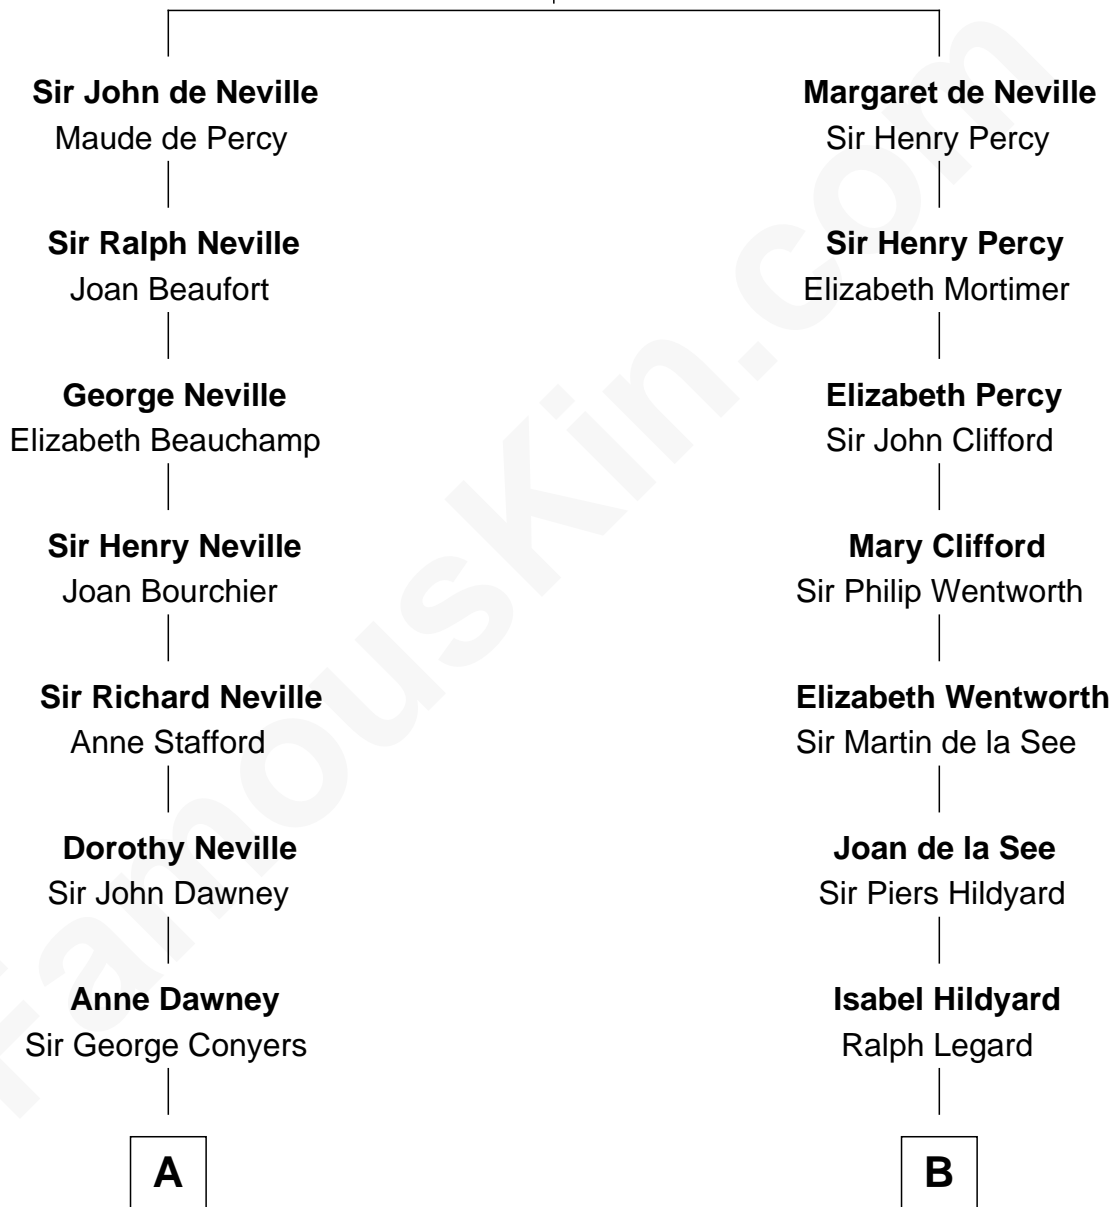 Sir John de Neville
Maude de Percy
Sir Ralph Neville
Joan Beaufort
George Neville
Elizabeth Beauchamp
Sir Henry Neville
Joan Bourchier
Sir Richard Neville
Anne Stafford
Dorothy Neville
Sir John Dawney
Anne Dawney
Sir George Conyers
A
Margaret de Neville
Sir Henry Percy
Sir Henry Percy
Elizabeth Mortimer
Elizabeth Percy
Sir John Clifford
Mary Clifford
Sir Philip Wentworth
Elizabeth Wentworth
Sir Martin de la See
Joan de la See
Sir Piers Hildyard
Isabel Hildyard
Ralph Legard
B
FamousKin.com